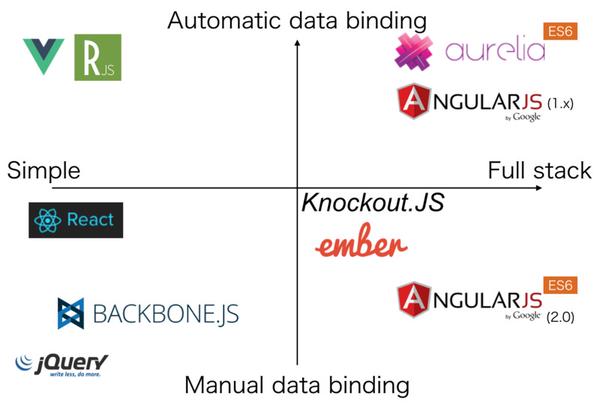 Automatic data binding
RJS
aurelia
ES6
ANGULARJS
by Google
(1.x)
Simple
Full stack
React
Knockout.JS
ember
ANGULARJS
by Google
ES6
(2.0)
BACKBONE.JS
jQuery
write less, do more.
Manual data binding